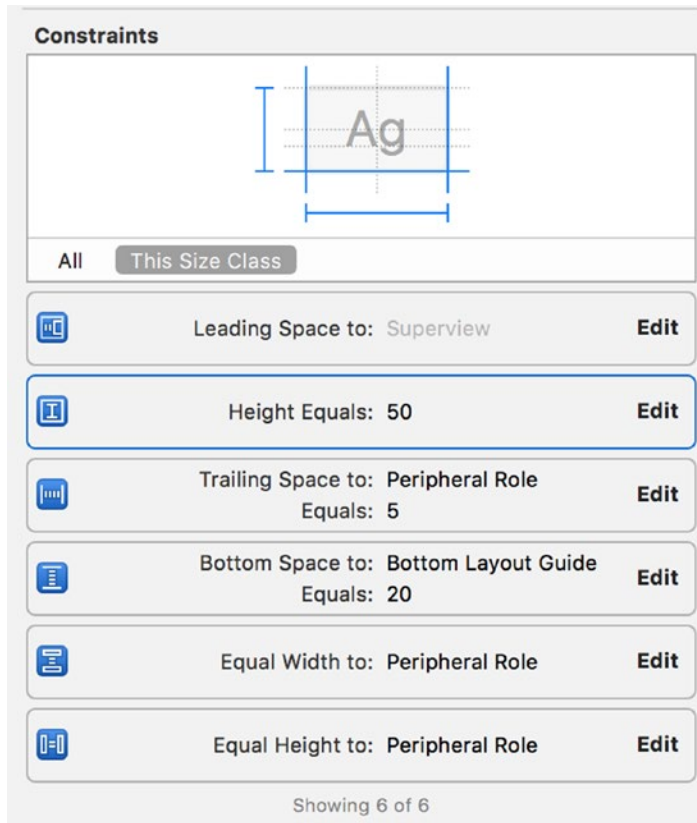 Constraints
Ag
All This Size Class
Leading Space to: Superview Edit
Height Equals: 50 Edit
Trailing Space to: Peripheral Role
Equals: 5 Edit
Bottom Space to: Bottom Layout Guide
Equals: 20 Edit
Equal Width to: Peripheral Role Edit
Equal Height to: Peripheral Role Edit
Showing 6 of 6